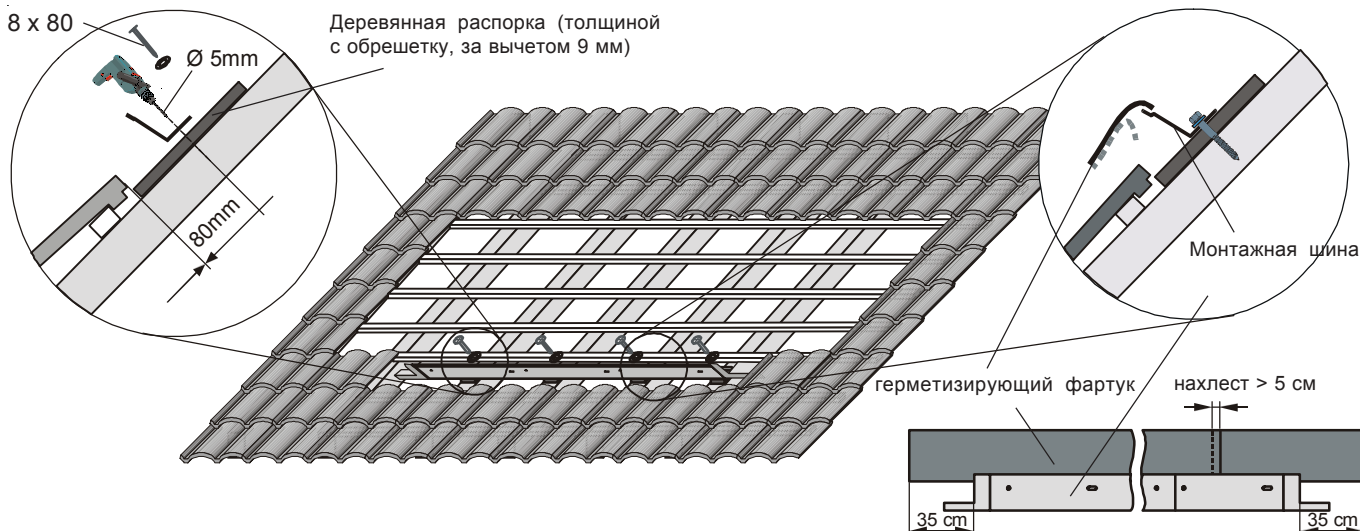 8 x 80
Деревянная распорка (толщиной
с обрешетку, за вычетом 9 мм)
Ø 5mm
80mm
Монтажная шина
герметизирующий фартук
нахлест > 5 см
35 cm
35 cm